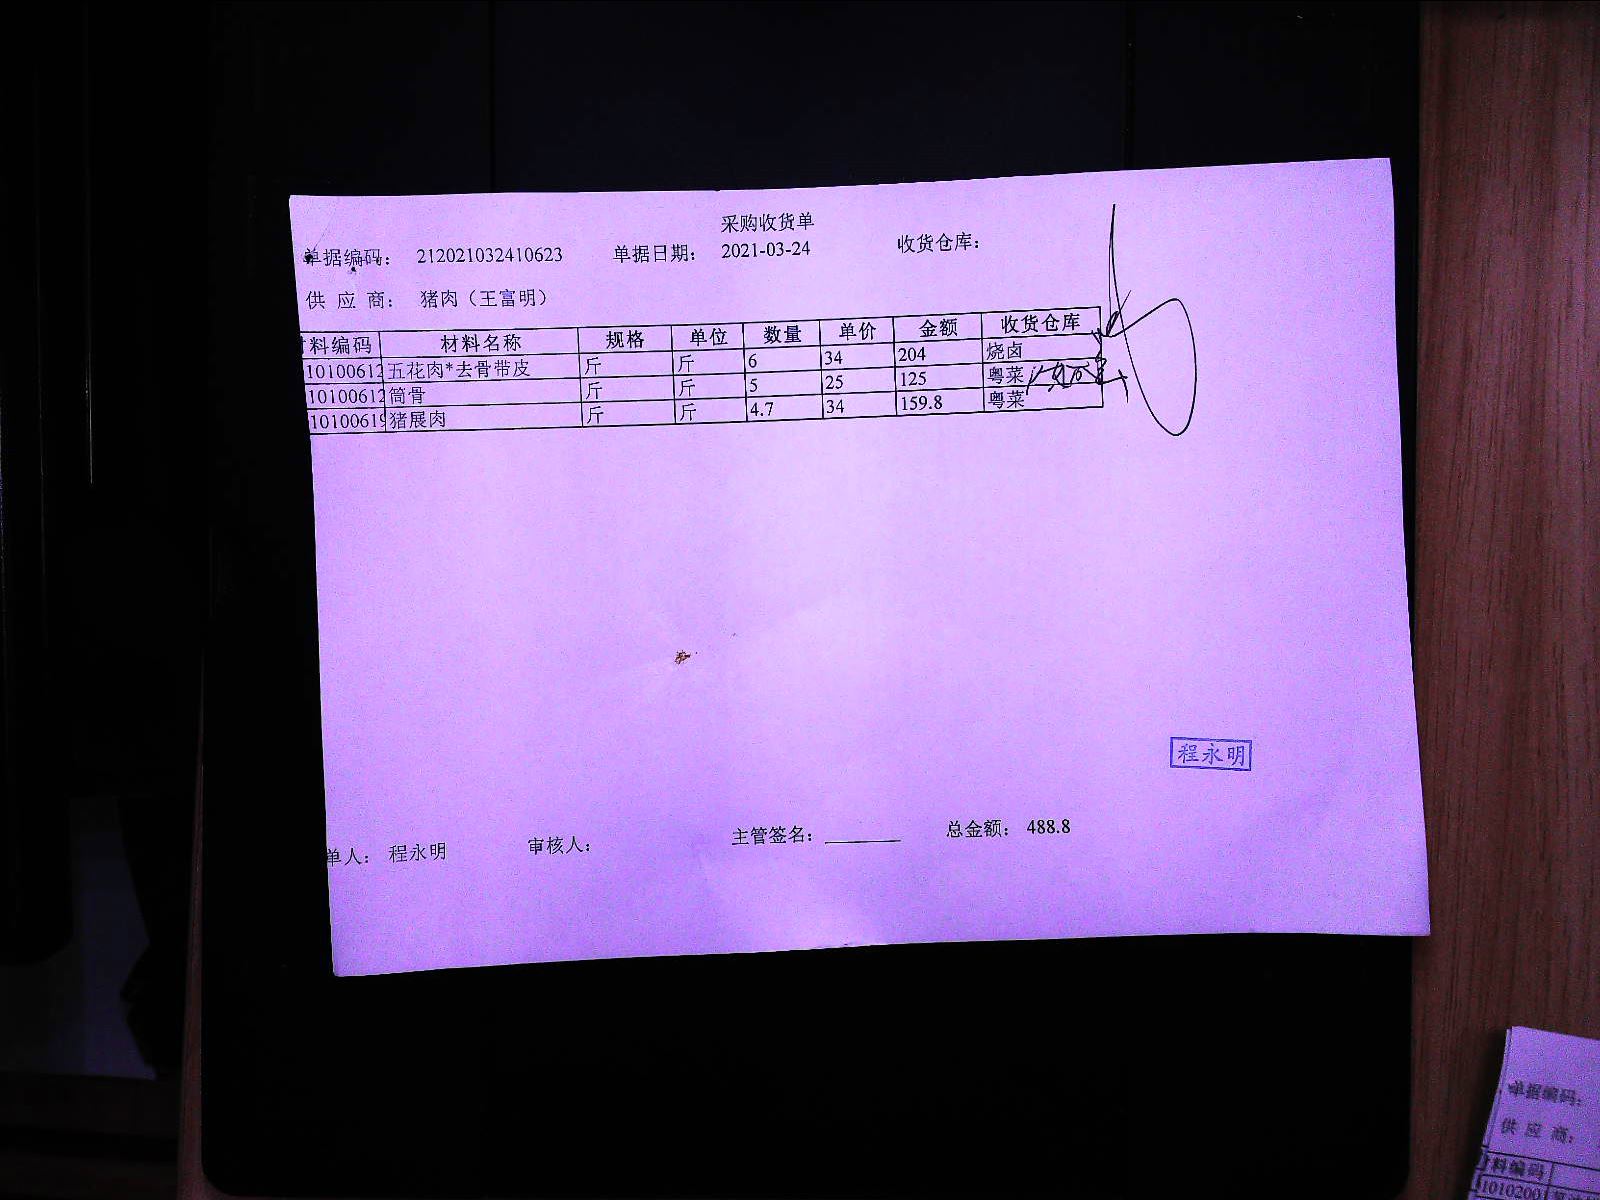 采购收货单
单据编码： 212021032410623 单据日期： 2021-03-24 收货仓库：
供 应 商： 猪肉（王富明）
料编码 材料名称 规格 单位 数量 单价 金额 收货仓库
10100612 五花肉*去骨带皮 斤 斤 6 34 204 烧卤
10100612 筒骨 斤 斤 5 25 125 粤菜
10100619 猪展肉 斤 斤 4.7 34 159.8 粤菜
程永明
单人： 程永明 审核人： 主管签名： 总金额： 488.8
单据编码：
供 应 商：
料编码
1010200